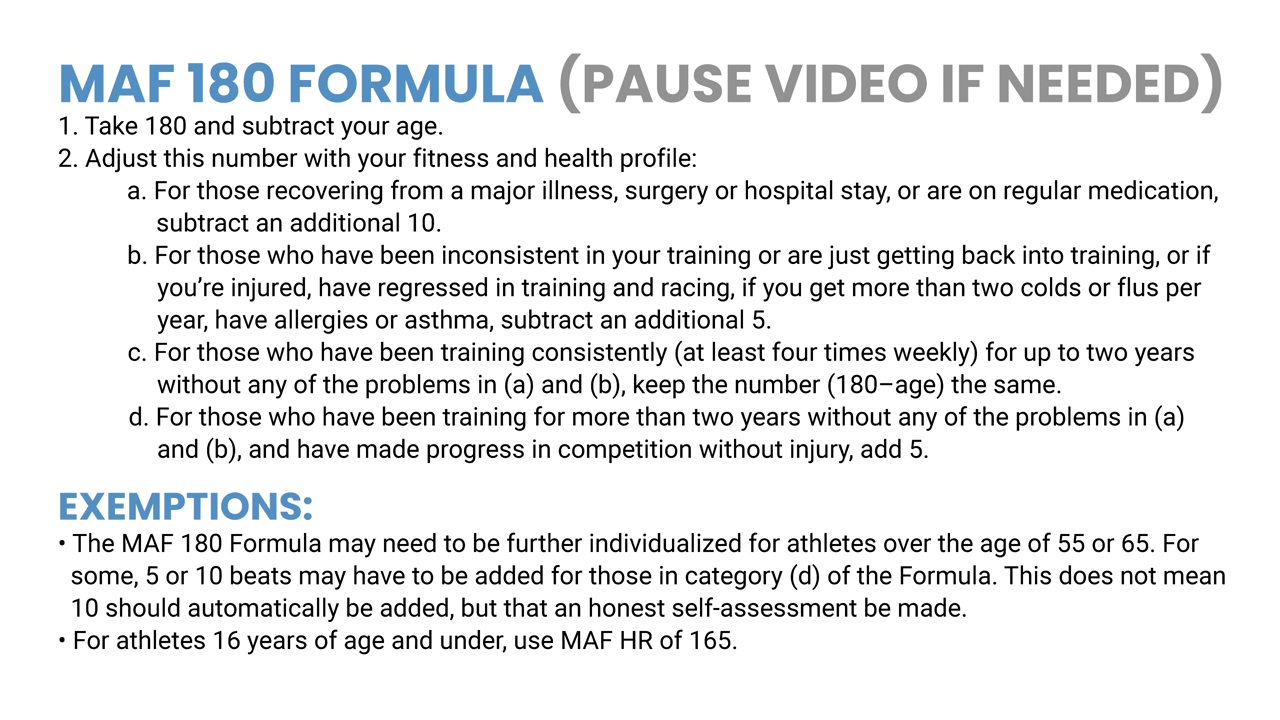 MAF 180 FORMULA (PAUSE VIDEO IF NEEDED)
1. Take 180 and subtract your age.
2. Adjust this number with your fitness and health profile:
a. For those recovering from a major illness, surgery or hospital stay, or are on regular medication,
subtract an additional 10.
b. For those who have been inconsistent in your training or are just getting back into training, or if
you’re injured, have regressed in training and racing, if you get more than two colds or flus per
year, have allergies or asthma, subtract an additional 5.
c. For those who have been training consistently (at least four times weekly) for up to two years
without any of the problems in (a) and (b), keep the number (180–age) the same.
d. For those who have been training for more than two years without any of the problems in (a)
and (b), and have made progress in competition without injury, add 5.
EXEMPTIONS:
• The MAF 180 Formula may need to be further individualized for athletes over the age of 55 or 65. For
some, 5 or 10 beats may have to be added for those in category (d) of the Formula. This does not mean
10 should automatically be added, but that an honest self-assessment be made.
• For athletes 16 years of age and under, use MAF HR of 165.